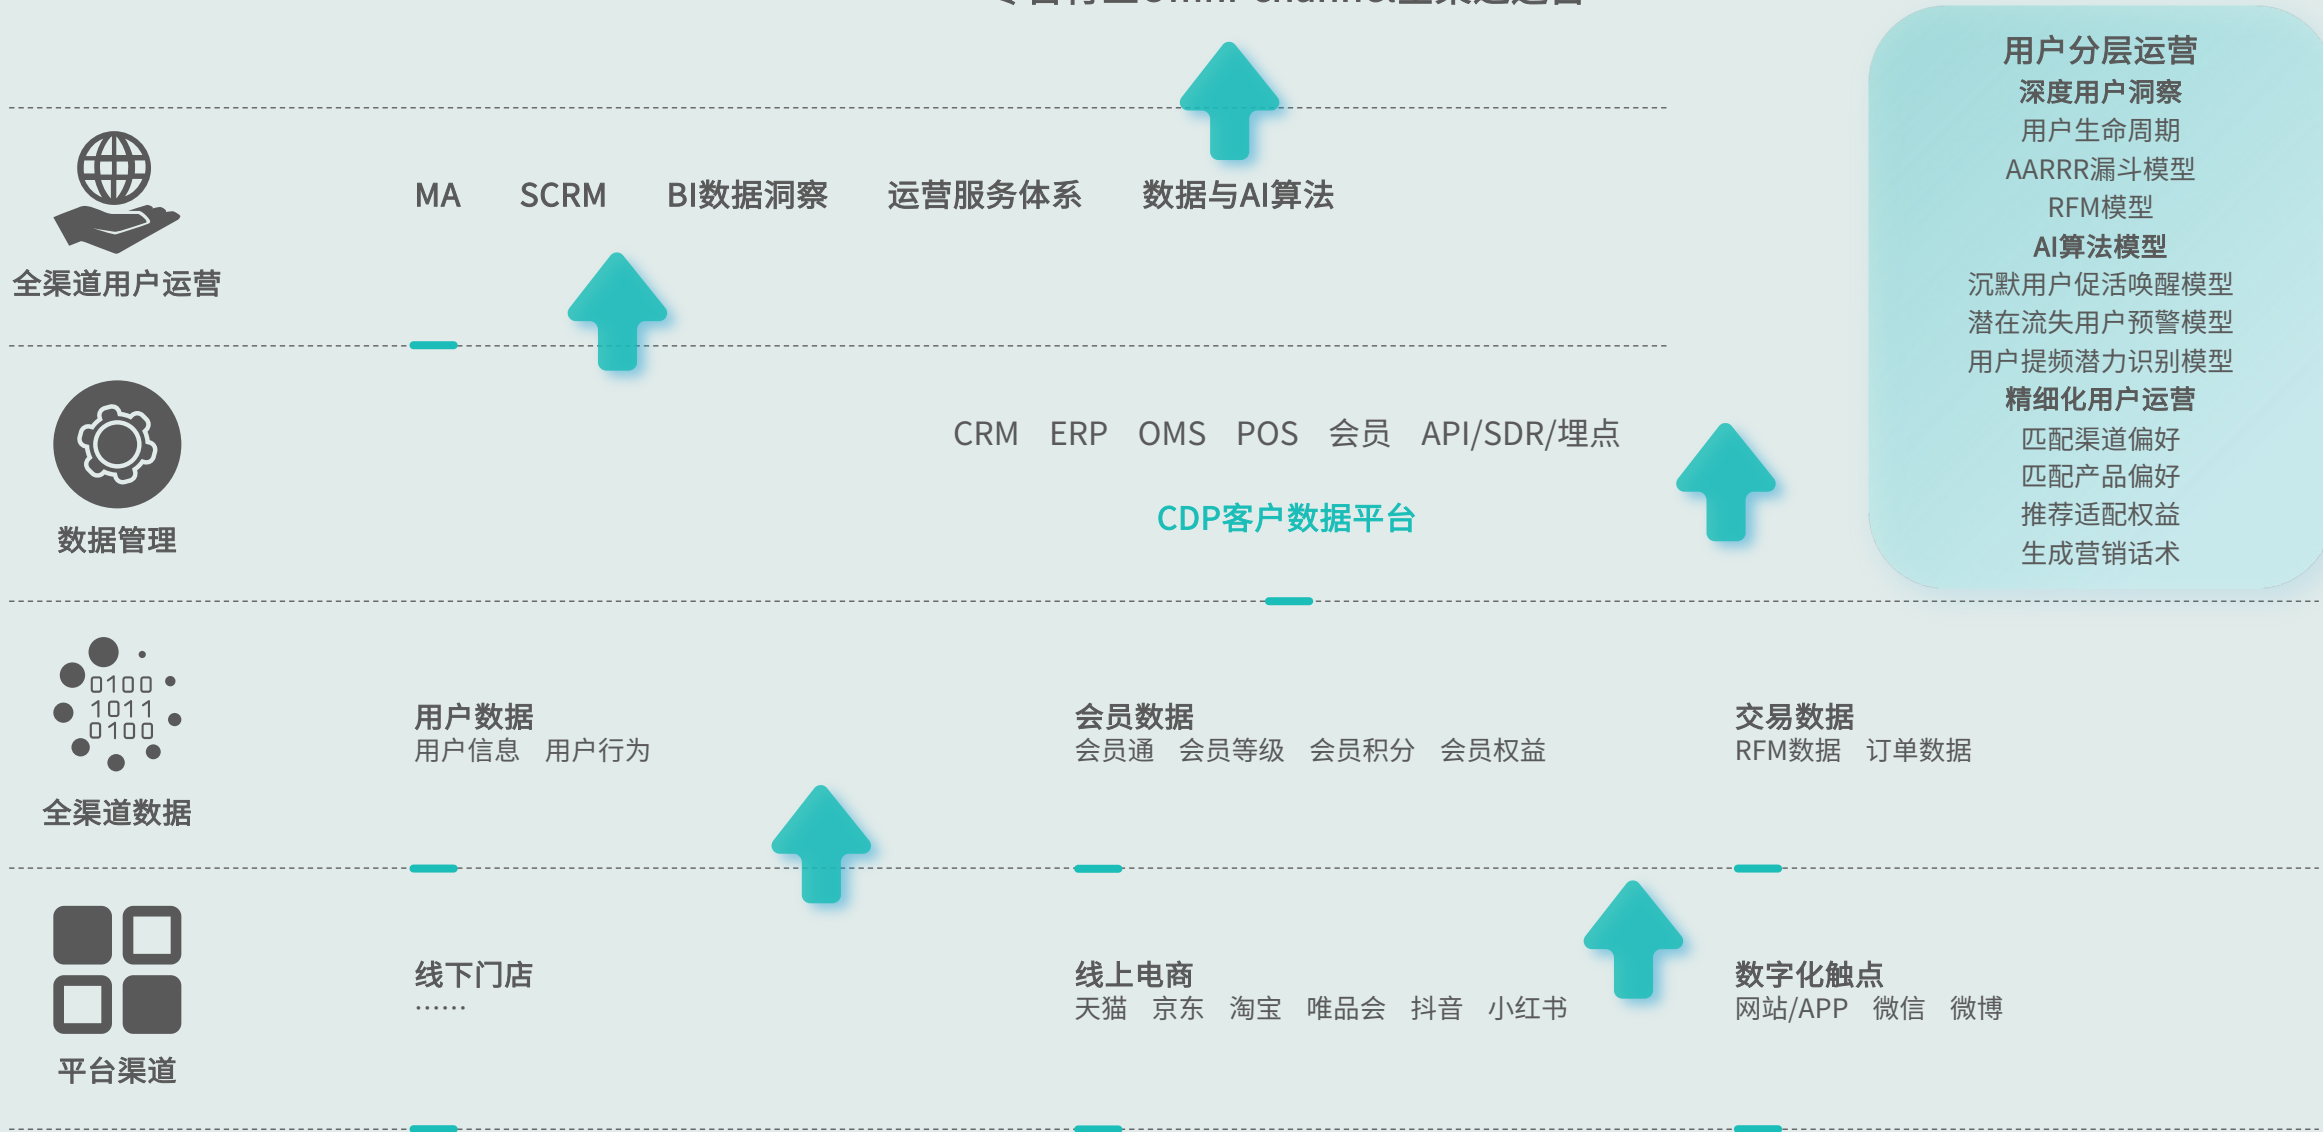 MA SCRM BI数据洞察 运营服务体系 数据与AI算法
全渠道用户运营
CRM ERP OMS POS 会员 API/SDR/埋点
CDP客户数据平台
数据管理
用户分层运营
深度用户洞察
用户生命周期
AARRR漏斗模型
RFM模型
AI算法模型
沉默用户促活唤醒模型
潜在流失用户预警模型
用户提频潜力识别模型
精细化用户运营
匹配渠道偏好
匹配产品偏好
推荐适配权益
生成营销话术
0100
1011
0100
全渠道数据
用户数据
用户信息 用户行为
会员数据
会员通 会员等级 会员积分 会员权益
交易数据
RFM数据 订单数据
平台渠道
线下门店
……
线上电商
天猫 京东 淘宝 唯品会 抖音 小红书
数字化触点
网站/APP 微信 微博